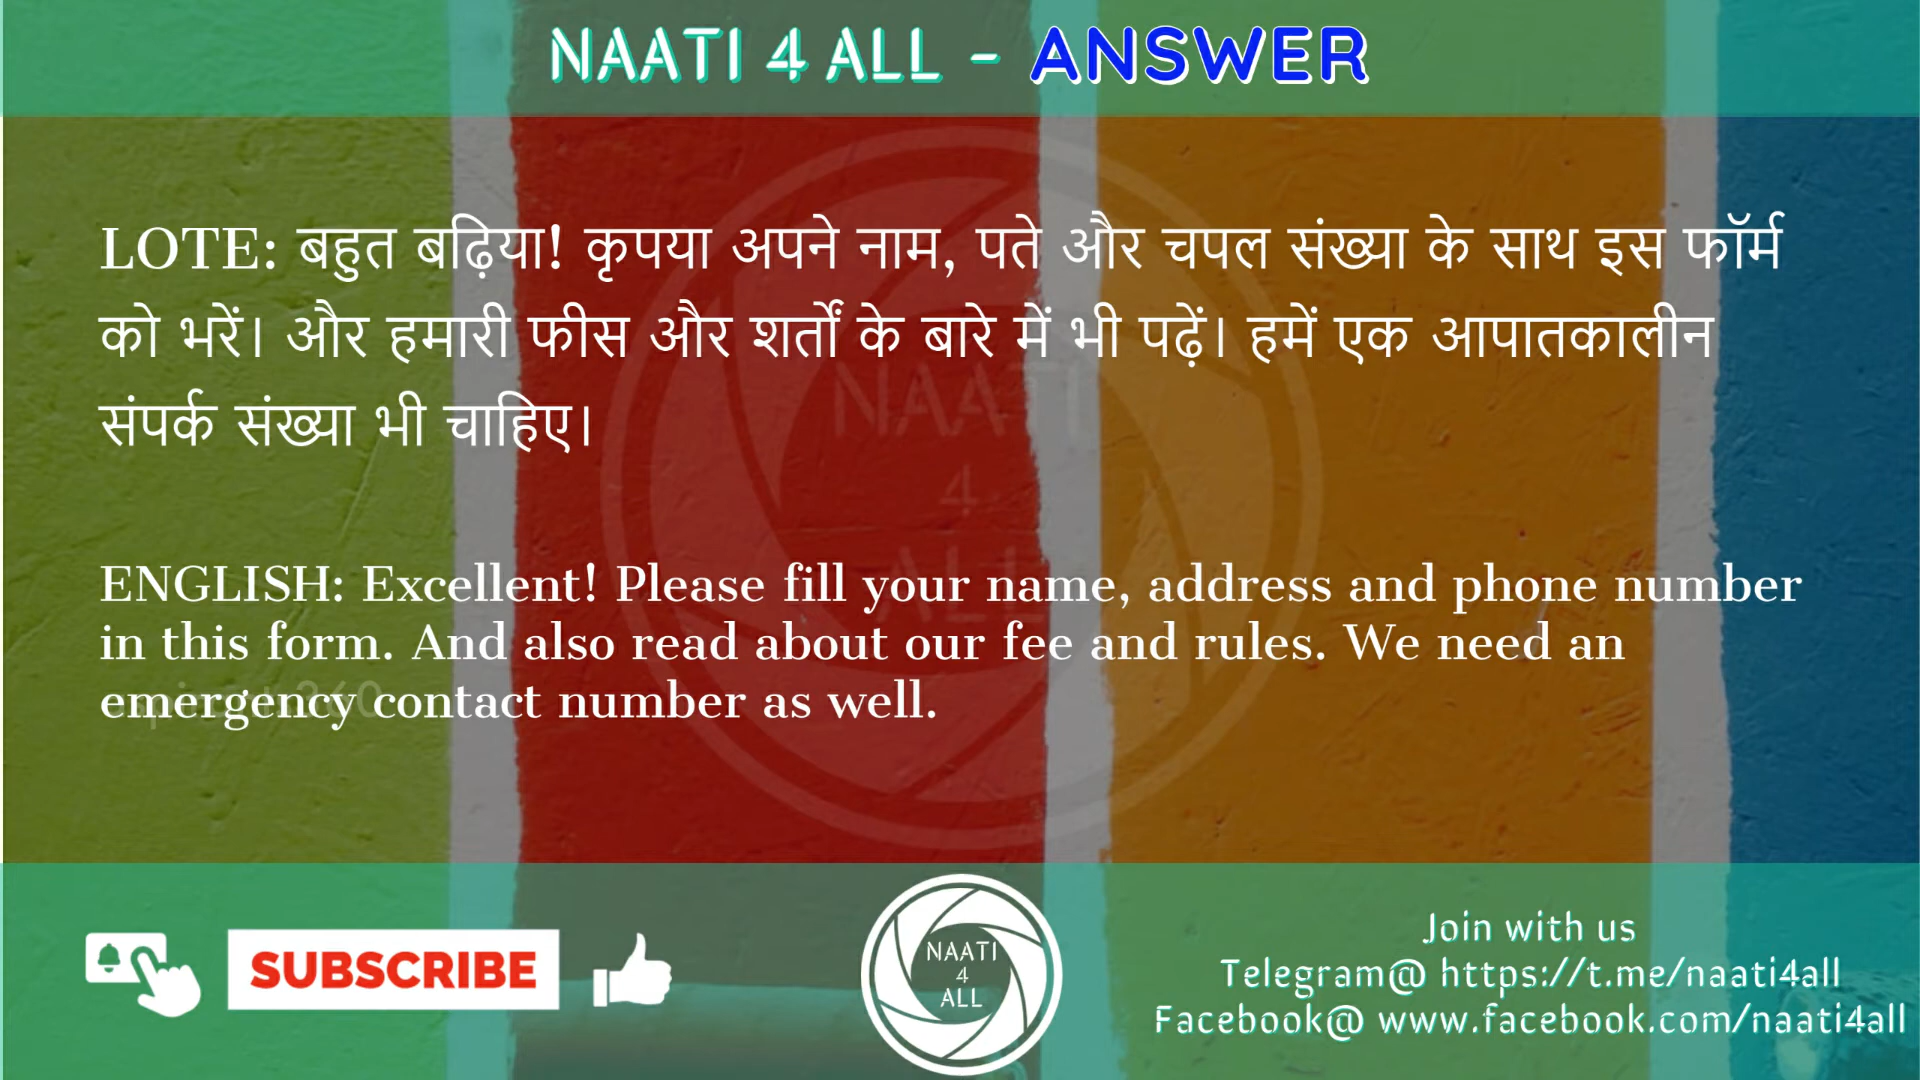 NAATI 4 ALL - ANSWER
LOTE: बहुत बढ़िया! कृपया अपने नाम, पते और चपल संख्या के साथ इस फॉर्म
को भरें। और हमारी फीस और शर्तों के बारे में भी पढ़ें। हमें एक आपातकालीन
संपर्क संख्या भी चाहिए।
NAATI
4
ALL
ENGLISH: Excellent! Please fill your name, address and phone number
in this form. And also read about our fee and rules. We need an
emergency contact number as well.
SUBSCRIBE
NAATI
4
ALL
Join with us
Telegram@ https://t.me/naati4all
Facebook@ www.facebook.com/naati4all